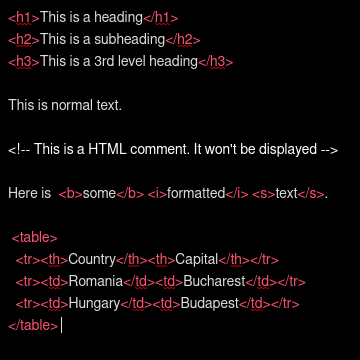 <h1>This is a heading</h1>
<h2>This is a subheading</h2>
<h3>This is a 3rd level heading</h3>
This is normal text.
<!-- This is a HTML comment. It won't be displayed -->
Here is  <b>some</b> <i>formatted</i> <s>text</s>.
<table>
<tr><th>Country</th><th>Capital</th></tr>
<tr><td>Romania</td><td>Bucharest</td></tr>
<tr><td>Hungary</td><td>Budapest</td></tr>
</table>